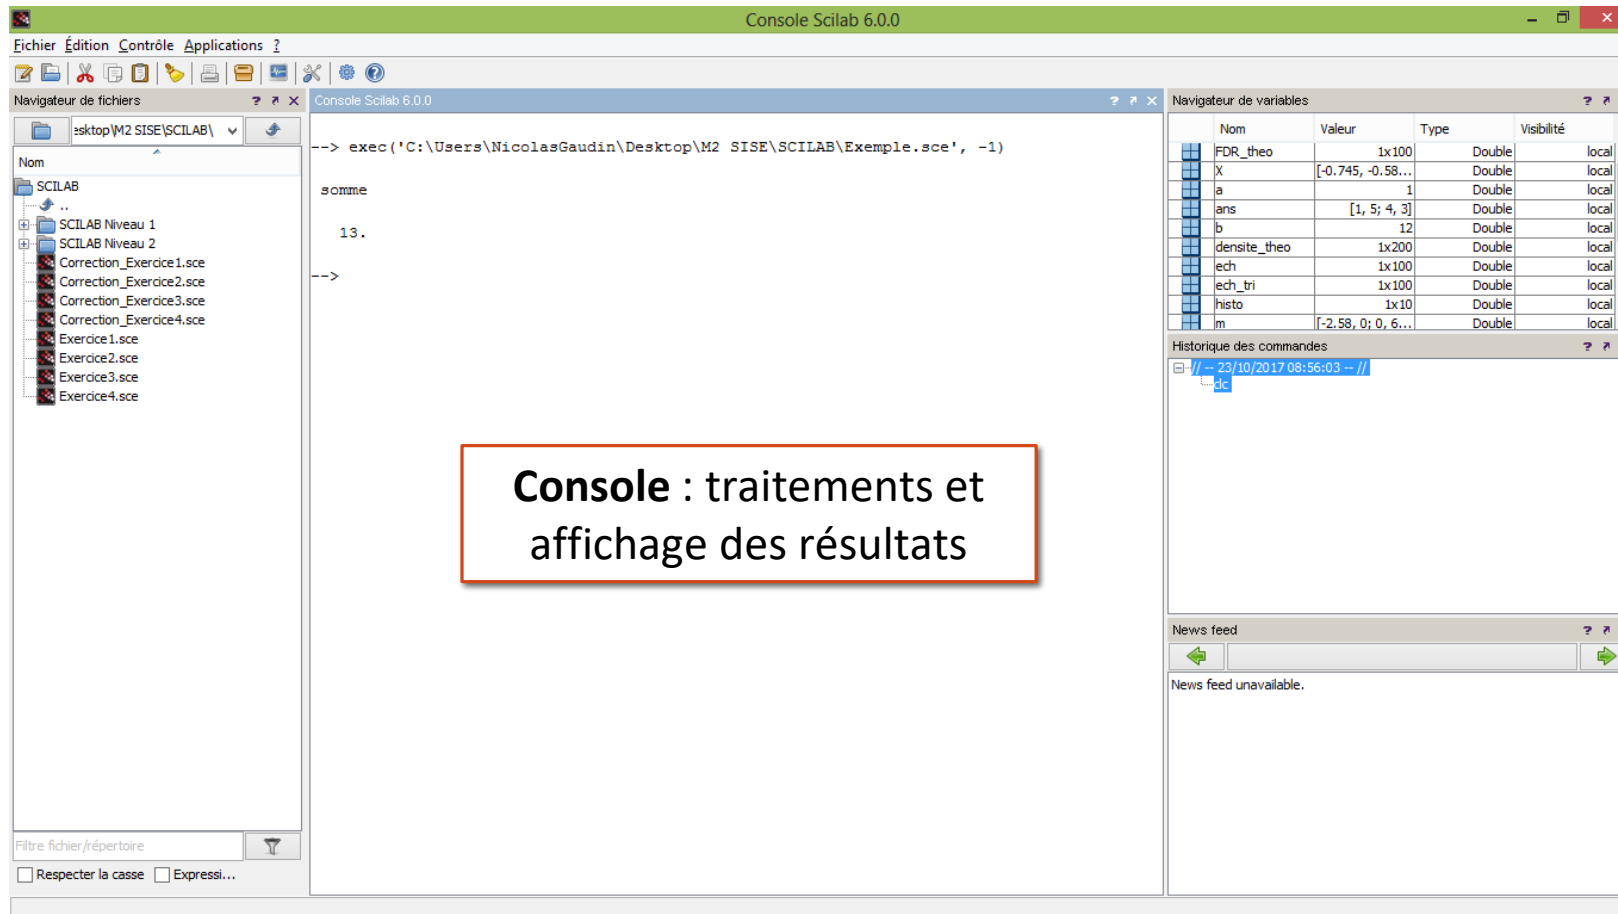 Console Scilab 6.0.0
Fichier Édition Contrôle Applications ?
Navigateur de fichiers
esktop\M2 SISE\SCILAB\
Nom
SCILAB
..
SCILAB Niveau 1
SCILAB Niveau 2
Correction_Exercice1.sce
Correction_Exercice2.sce
Correction_Exercice3.sce
Correction_Exercice4.sce
Exercice1.sce
Exercice2.sce
Exercice3.sce
Exercice4.sce
Filtre fichier/répertoire
Respecter la casse Expressi...
Console Scilab 6.0.0
--> exec('C:\Users\NicolasGaudin\Desktop\M2 SISE\SCILAB\Exemple.sce', -1)
somme
13.
-->
Console : traitements et
affichage des résultats
Navigateur de variables
Nom Valeur Type Visibilité
FDR_theo 1x100 Double local
X [-0.745, -0.58... Double local
a 1 Double local
ans [1, 5; 4, 3] Double local
b 12 Double local
densite_theo 1x200 Double local
ech 1x100 Double local
ech_tri 1x100 Double local
histo 1x10 Double local
m [-2.58, 0; 0, 6... Double local
Historique des commandes
// -- 23/10/2017 08:56:03 -- //
clc
News feed
News feed unavailable.